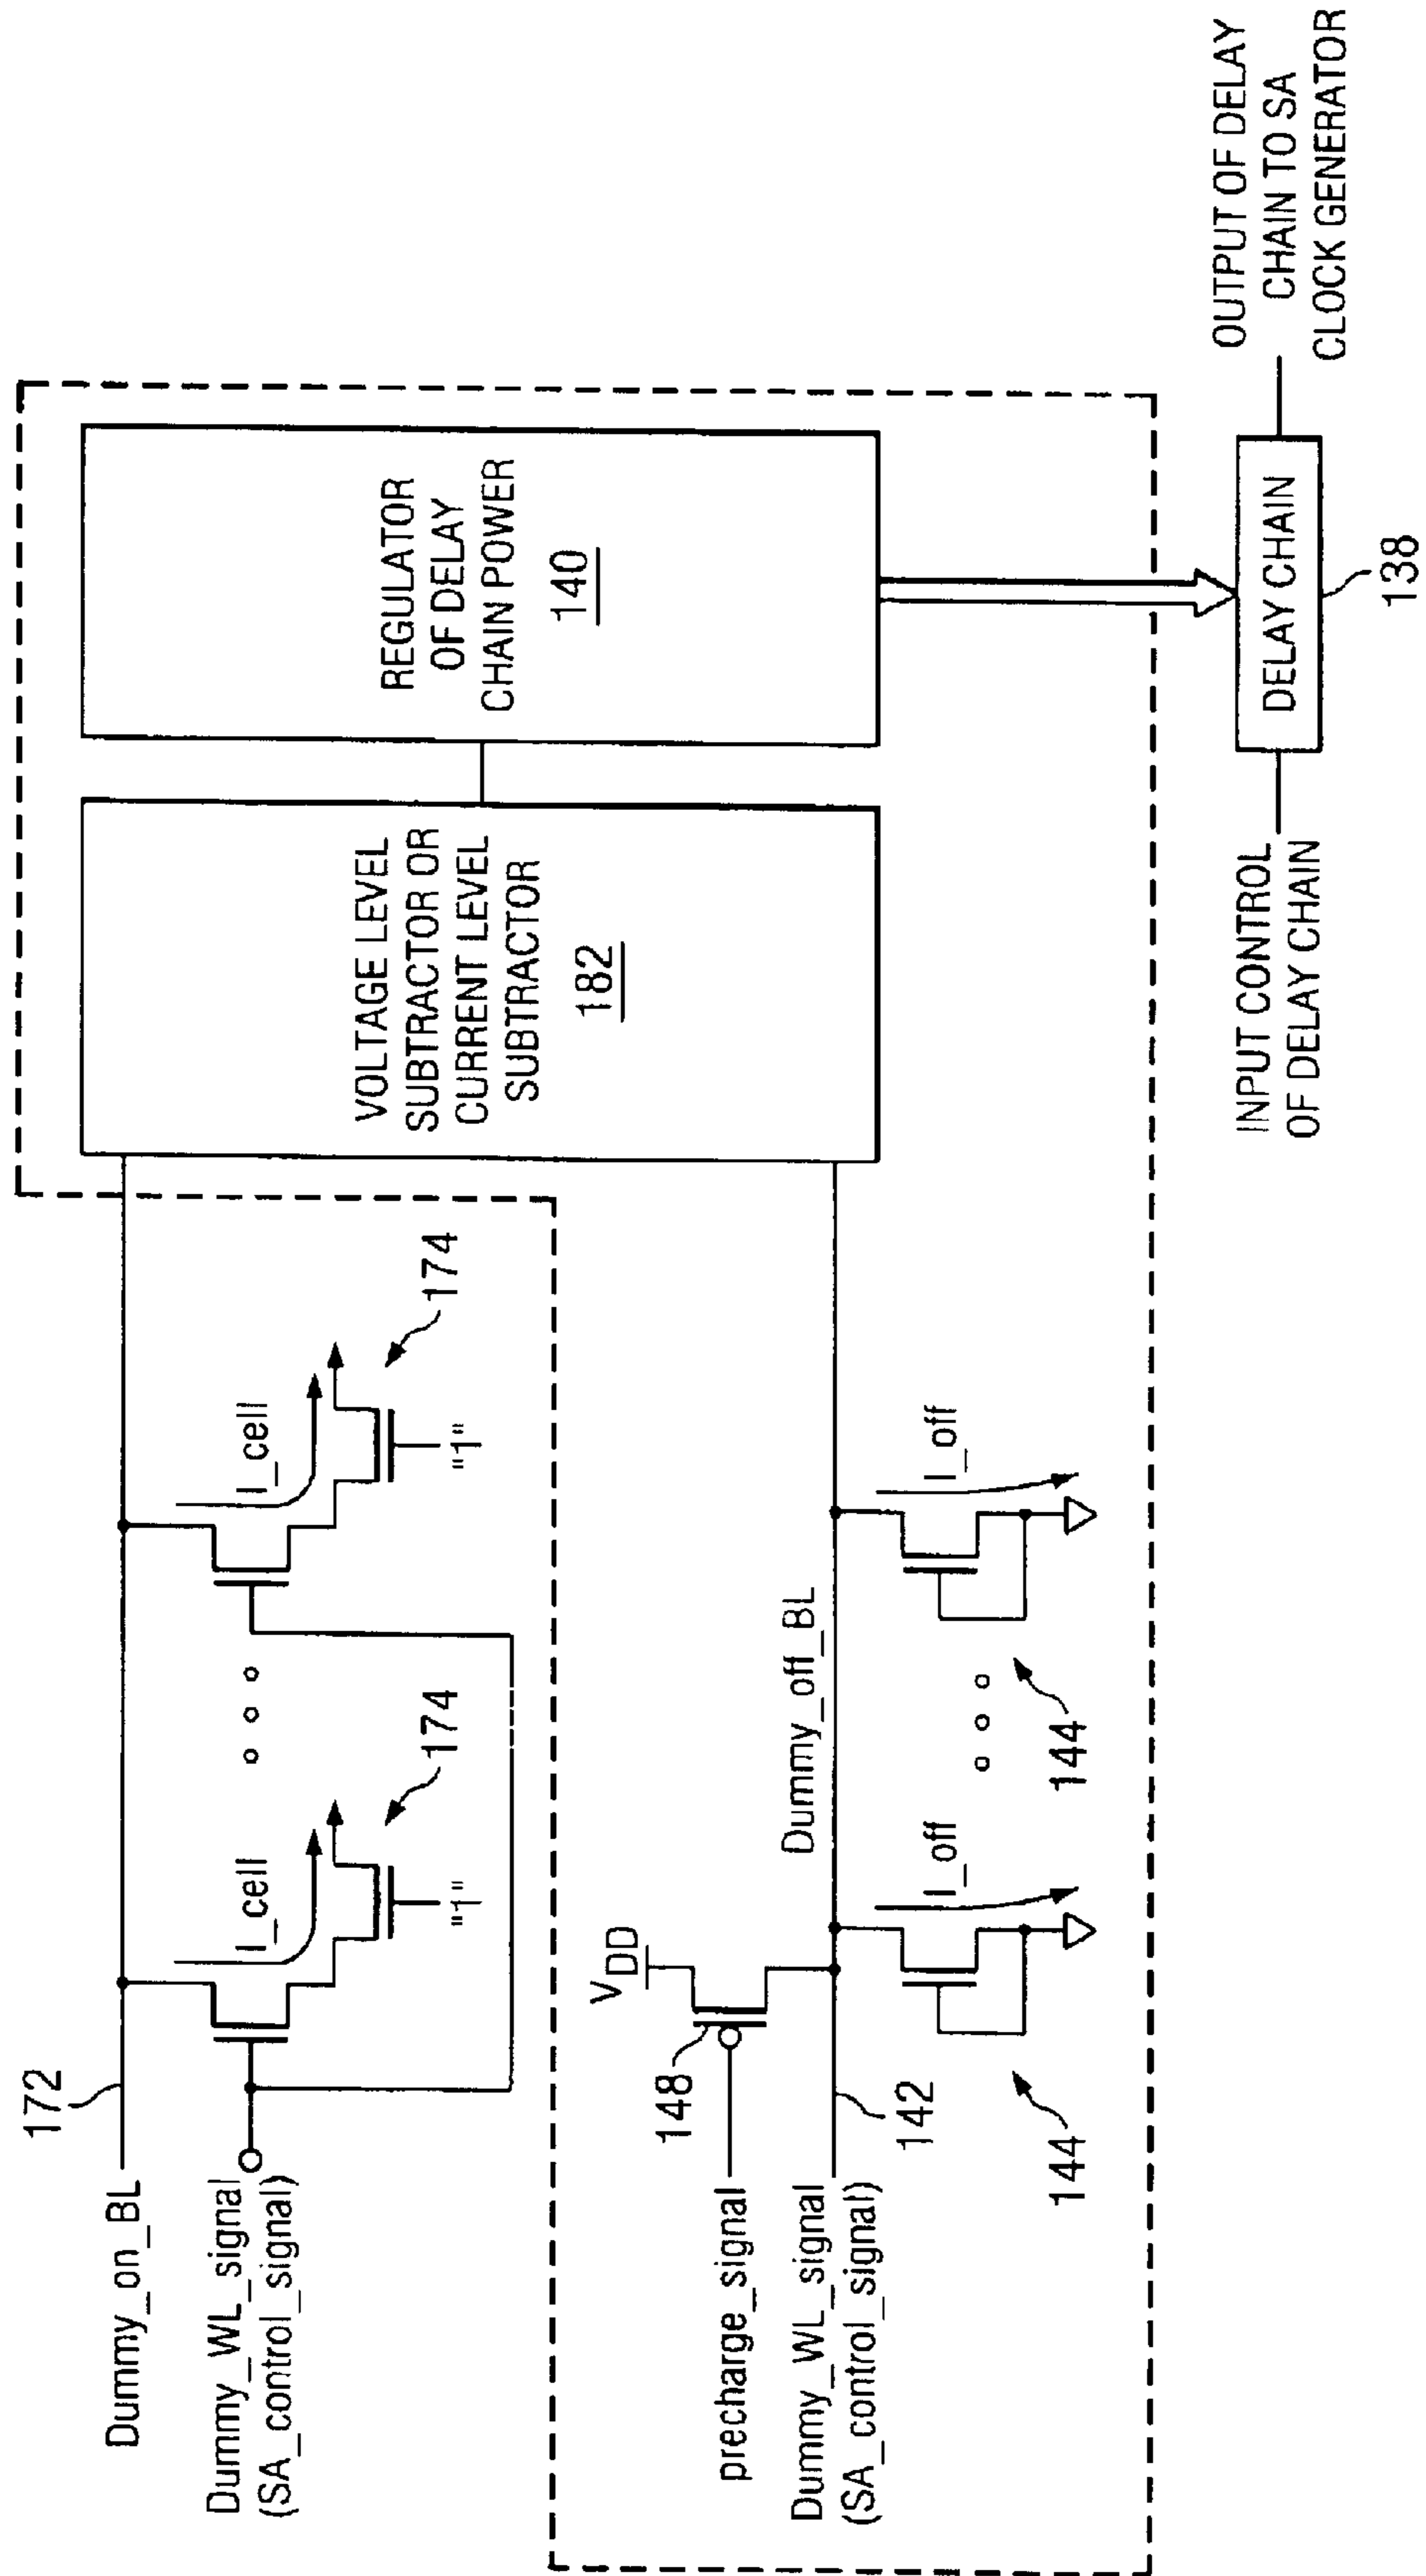 Dummy_on_BL
172
Dummy_WL_signal
(SA_control_signal)
I_cell
"1"
174
I_cell
"1"
174
VOLTAGE LEVEL
SUBTRACTOR OR
CURRENT LEVEL
SUBTRACTOR
182
REGULATOR
OF DELAY
CHAIN POWER
140
VDD
148
precharge_signal
Dummy_WL_signal
(SA_control_signal)
142
Dummy_off_BL
I_off
144
I_off
144
INPUT CONTROL
OF DELAY CHAIN
DELAY CHAIN
138
OUTPUT OF DELAY
CHAIN TO SA
CLOCK GENERATOR